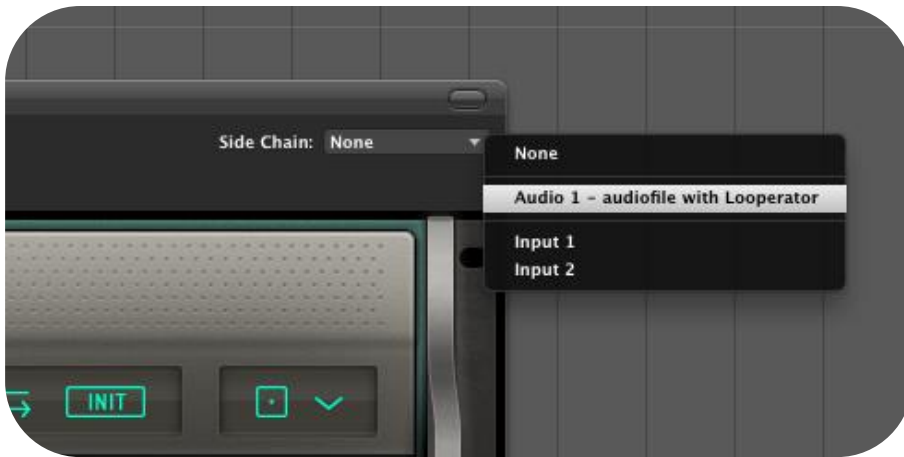 Side Chain: None
None
Audio 1 – audiofile with Looperator
Input 1
Input 2
INIT